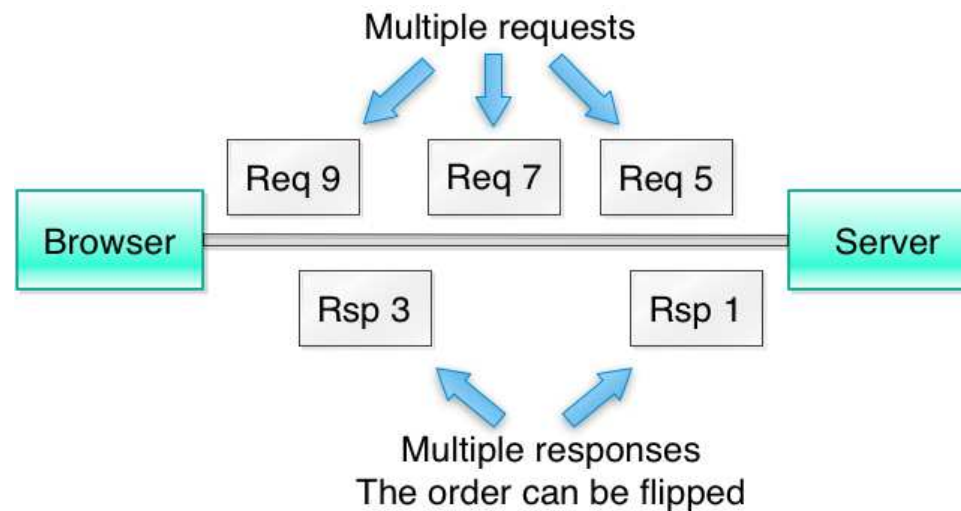 Multiple requests
Req 9
Req 7
Req 5
Browser
Server
Rsp 3
Rsp 1
Multiple responses
The order can be flipped